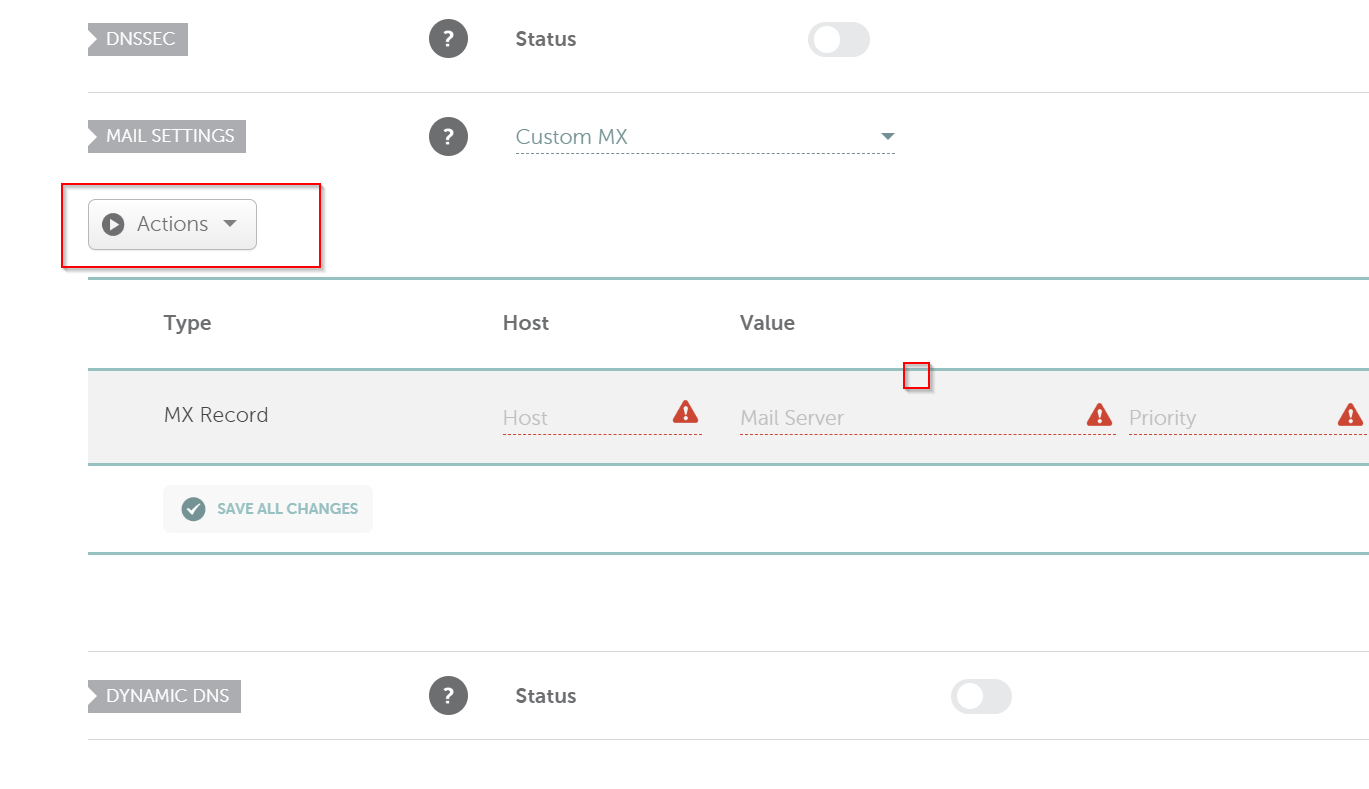 DNSSEC ? Status
MAIL SETTINGS ? Custom MX
Actions
Type Host Value
MX Record Host Mail Server Priority
SAVE ALL CHANGES
DYNAMIC DNS ? Status